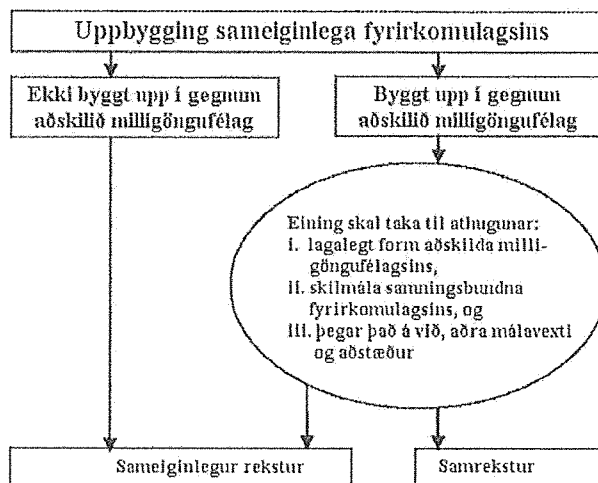 Uppbygging sameiginlega fyrirkomulagsins
Ekki byggt upp í gegnum
aðskilið milligöngufélag
Byggt upp í gegnum
aðskilið milligöngufélag
Eining skal taka til athugunar:
i. lagalegt form aðskilda milli-
göngufélagsins,
ii. skilmála samningsbundna
fyrirkomulagsins, og
iii. þegar það á við, aðra málavexti
og aðstæður
Sameiginlegur rekstur
Samrekstur